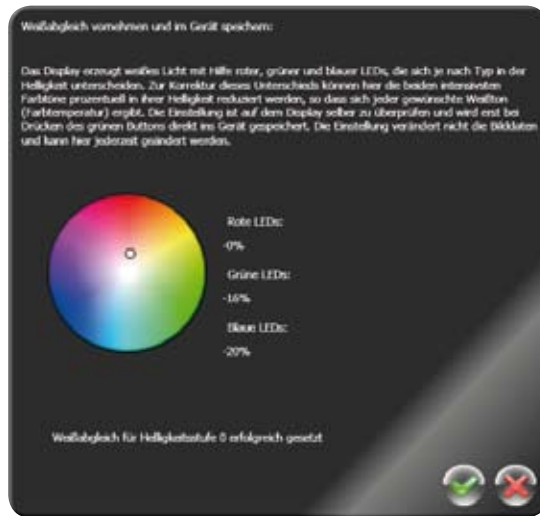 Weißabgleich vornehmen und im Gerät speichern:
Das Display erzeugt weißes Licht mit Hilfe roter, grüner und blauer LEDs, die sich je nach Typ in der
Helligkeit unterscheiden. Zur Korrektur dieses Unterschieds können hier die beiden intensivsten
Farbtöne prozentuell in ihrer Helligkeit reduziert werden, so dass sich jeder gewünschte Weißton
(Farbtemperatur) ergibt. Die Einstellung ist auf dem Display selber zu überprüfen und wird erst bei
Drücken des grünen Buttons direkt ins Gerät gespeichert. Die Einstellung verändert nicht die Bilddaten
und kann hier jederzeit geändert werden.
Rote LEDs:
-0%
Grüne LEDs:
-16%
Blaue LEDs:
-20%
Weißabgleich für Helligkeitsstufe 0 erfolgreich gesetzt